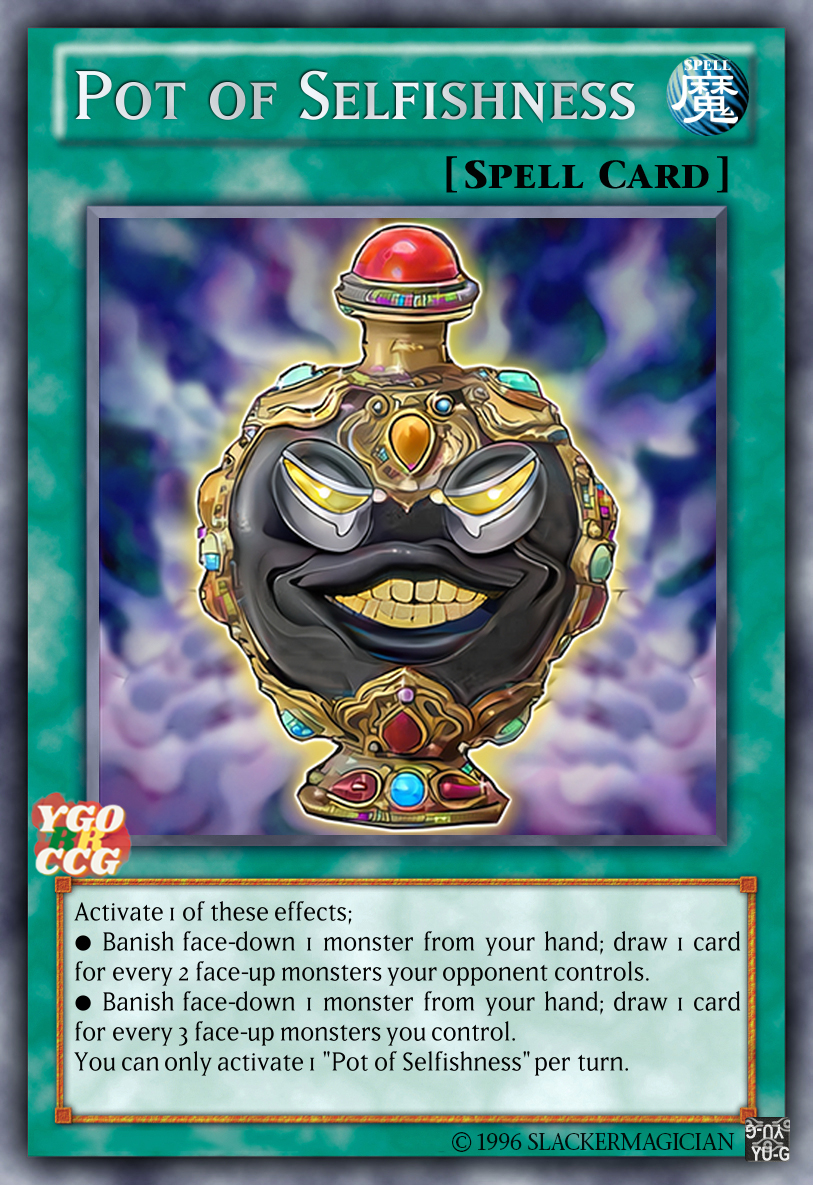 Pot of Selfishness
SPELL
魔
[Spell Card]
YGO
CCG
Activate 1 of these effects;
● Banish face-down 1 monster from your hand; draw 1 card
for every 2 face-up monsters your opponent controls.
● Banish face-down 1 monster from your hand; draw 1 card
for every 3 face-up monsters you control.
You can only activate 1 "Pot of Selfishness" per turn.
© 1996 SLACKERMAGICIAN
YU-G
YU-G